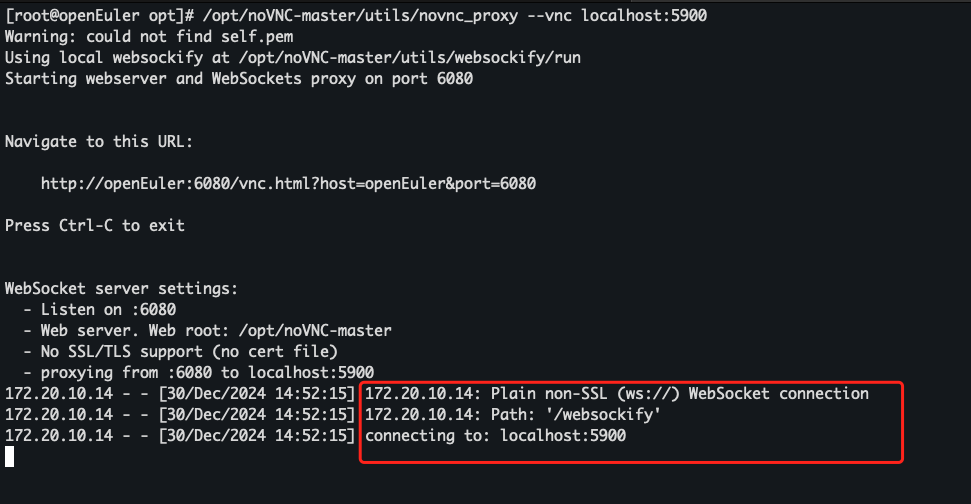 [root@openEuler opt]# /opt/noVNC-master/utils/novnc_proxy --vnc localhost:5900
Warning: could not find self.pem
Using local websockify at /opt/noVNC-master/utils/websockify/run
Starting webserver and WebSockets proxy on port 6080
Navigate to this URL:
http://openEuler:6080/vnc.html?host=openEuler&port=6080
Press Ctrl-C to exit
WebSocket server settings:
- Listen on :6080
- Web server. Web root: /opt/noVNC-master
- No SSL/TLS support (no cert file)
- proxying from :6080 to localhost:5900
172.20.10.14 - - [30/Dec/2024 14:52:15] 172.20.10.14: Plain non-SSL (ws://) WebSocket connection
172.20.10.14 - - [30/Dec/2024 14:52:15] 172.20.10.14: Path: '/websockify'
172.20.10.14 - - [30/Dec/2024 14:52:15] connecting to: localhost:5900